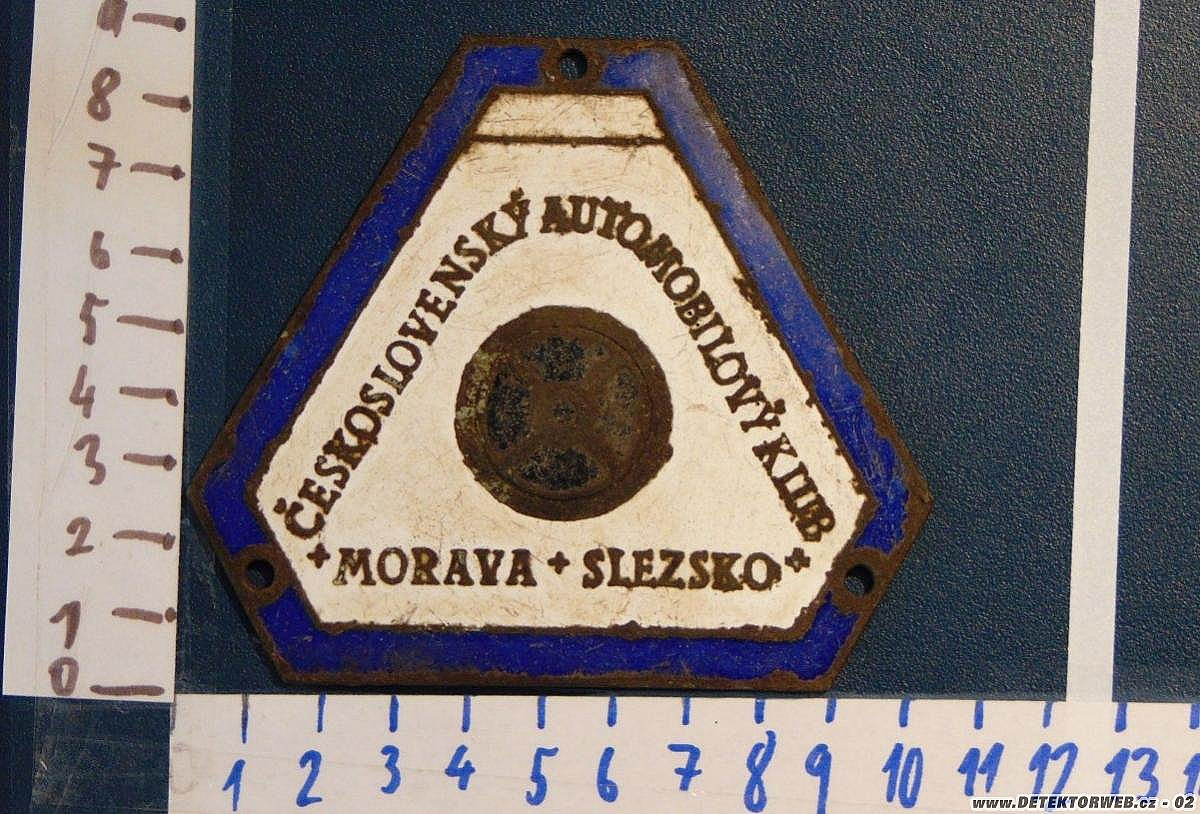 ČESKOSLOVENSKÝ AUTOMOBILOVÝ KLUB
+ MORAVA + SLEZSKO +
9
8
7
6
5
4
3
2
1
0
1 2 3 4 5 6 7 8 9 10 11 12 13
www.DETEKTORWEB.cz - 02